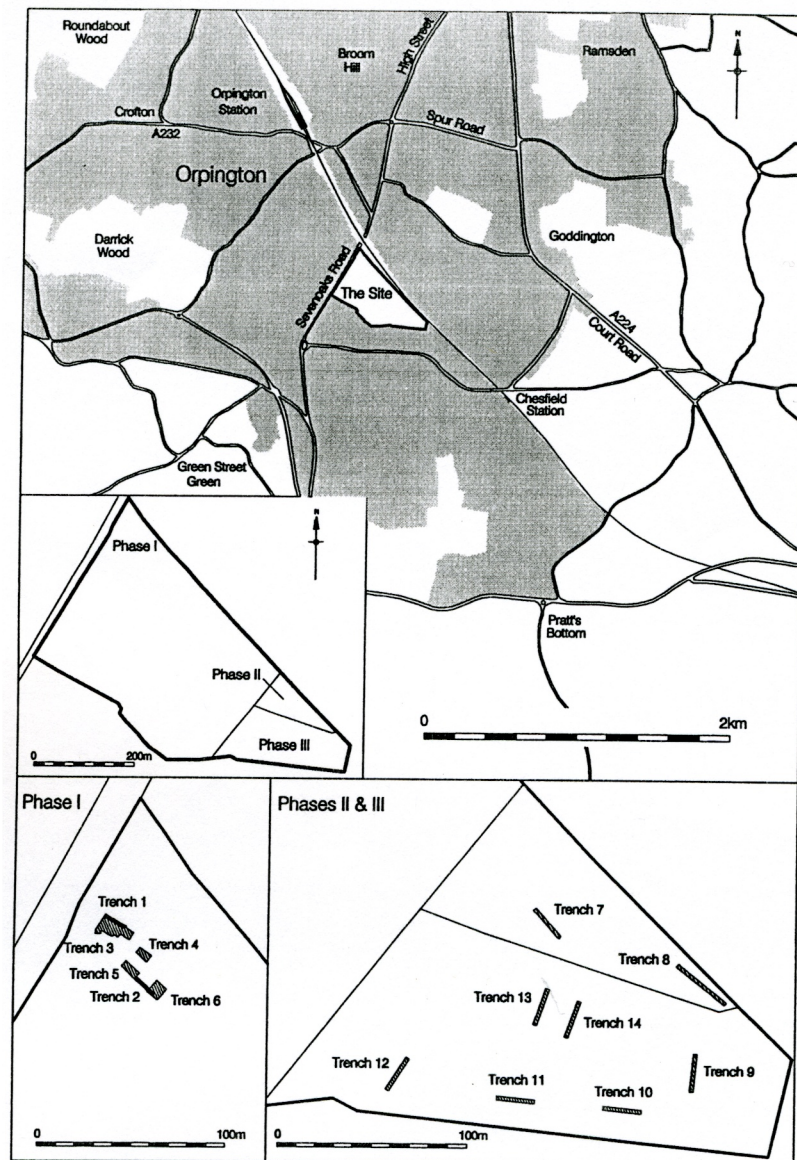 Roundabout
Wood
Broom
Hill
High Street
Ramsden
N
Crofton
A232
Orpington
Station
Spur Road
Orpington
Darrick
Wood
Goddington
Sevenoaks Road
The Site
A224
Court Road
Chesfield
Station
Green Street
Green
Pratt's
Bottom
0
2km
N
Phase I
Phase II
Phase III
0
200m
Phase I
Trench 1
Trench 3
Trench 4
Trench 5
Trench 2
Trench 6
0
100m
Phases II & III
Trench 7
Trench 8
Trench 13
Trench 14
Trench 12
Trench 9
Trench 11
Trench 10
0
100m